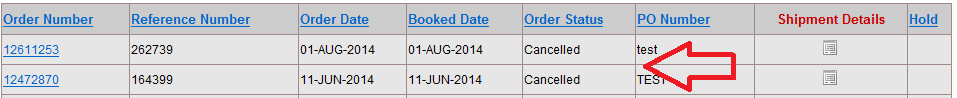 Order Number Reference Number Order Date Booked Date Order Status PO Number Shipment Details Hold
12611253 262739 01-AUG-2014 01-AUG-2014 Cancelled test
12472870 164399 11-JUN-2014 11-JUN-2014 Cancelled TEST